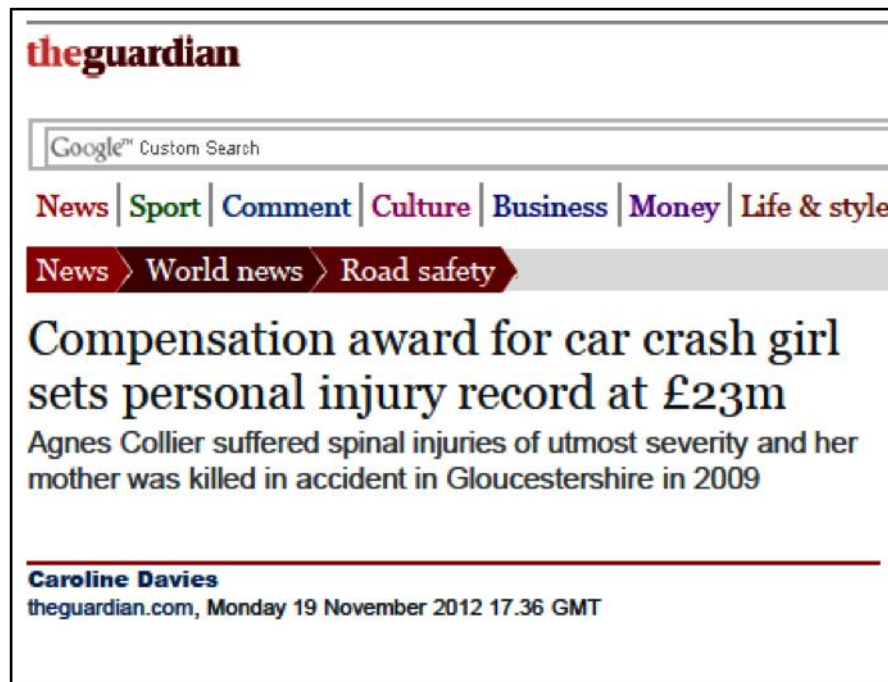 theguardian
Google™ Custom Search
News Sport Comment Culture Business Money Life & style
News World news Road safety
Compensation award for car crash girl
sets personal injury record at £23m
Agnes Collier suffered spinal injuries of utmost severity and her
mother was killed in accident in Gloucestershire in 2009
Caroline Davies
theguardian.com, Monday 19 November 2012 17.36 GMT